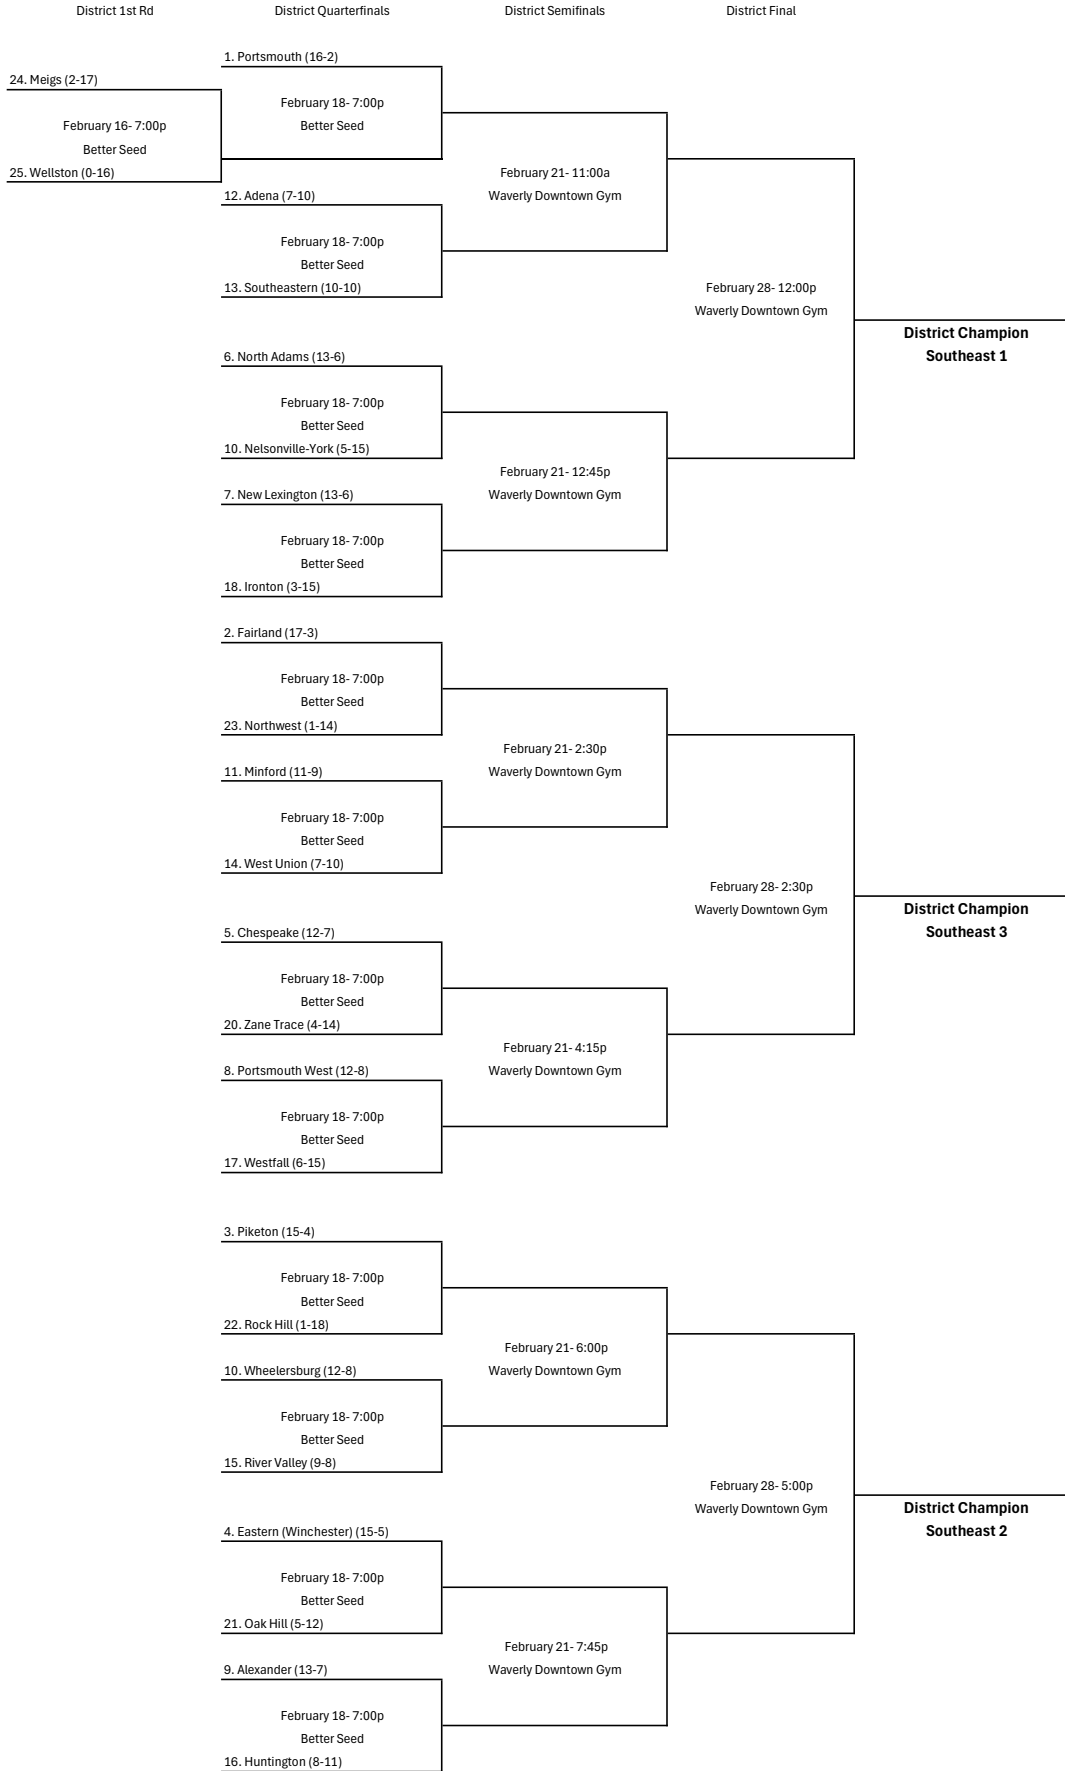 District 1st Rd
District Quarterfinals
District Semifinals
District Final
1. Portsmouth (16-2)
24. Meigs (2-17)
February 18- 7:00p
Better Seed
February 16- 7:00p
Better Seed
25. Wellston (0-16)
February 21- 11:00a
Waverly Downtown Gym
12. Adena (7-10)
February 18- 7:00p
Better Seed
13. Southeastern (10-10)
February 28- 12:00p
Waverly Downtown Gym
District Champion
Southeast 1
6. North Adams (13-6)
February 18- 7:00p
Better Seed
10. Nelsonville-York (5-15)
February 21- 12:45p
Waverly Downtown Gym
7. New Lexington (13-6)
February 18- 7:00p
Better Seed
18. Ironton (3-15)
2. Fairland (17-3)
February 18- 7:00p
Better Seed
23. Northwest (1-14)
February 21- 2:30p
Waverly Downtown Gym
11. Minford (11-9)
February 18- 7:00p
Better Seed
14. West Union (7-10)
February 28- 2:30p
Waverly Downtown Gym
District Champion
Southeast 3
5. Chespeake (12-7)
February 18- 7:00p
Better Seed
20. Zane Trace (4-14)
February 21- 4:15p
Waverly Downtown Gym
8. Portsmouth West (12-8)
February 18- 7:00p
Better Seed
17. Westfall (6-15)
3. Piketon (15-4)
February 18- 7:00p
Better Seed
22. Rock Hill (1-18)
February 21- 6:00p
Waverly Downtown Gym
10. Wheelersburg (12-8)
February 18- 7:00p
Better Seed
15. River Valley (9-8)
February 28- 5:00p
Waverly Downtown Gym
District Champion
Southeast 2
4. Eastern (Winchester) (15-5)
February 18- 7:00p
Better Seed
21. Oak Hill (5-12)
February 21- 7:45p
Waverly Downtown Gym
9. Alexander (13-7)
February 18- 7:00p
Better Seed
16. Huntington (8-11)